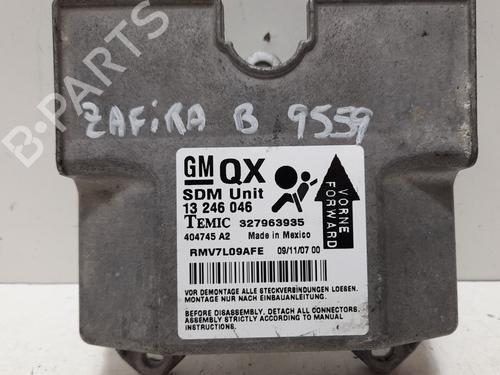 B-PARTS
ZAFIRA B 9559
GM QX
SDM Unit
13 246 046
TEMIC 327963935
404745 A2 Made in Mexico
RMV7L09AFE 09/11/07 00
VORNE
FORWARD
VOR DEMONTAGE ALLE STECKVERBINDUNGEN LOESEN.
MONTAGE NUR NACH EINBAUANLEITUNG.
BEFORE DISASSEMBLY, DETACH ALL CONNECTORS.
ASSEMBLY STRICTLY ACCORDING TO MANUAL
INSTRUCTIONS.